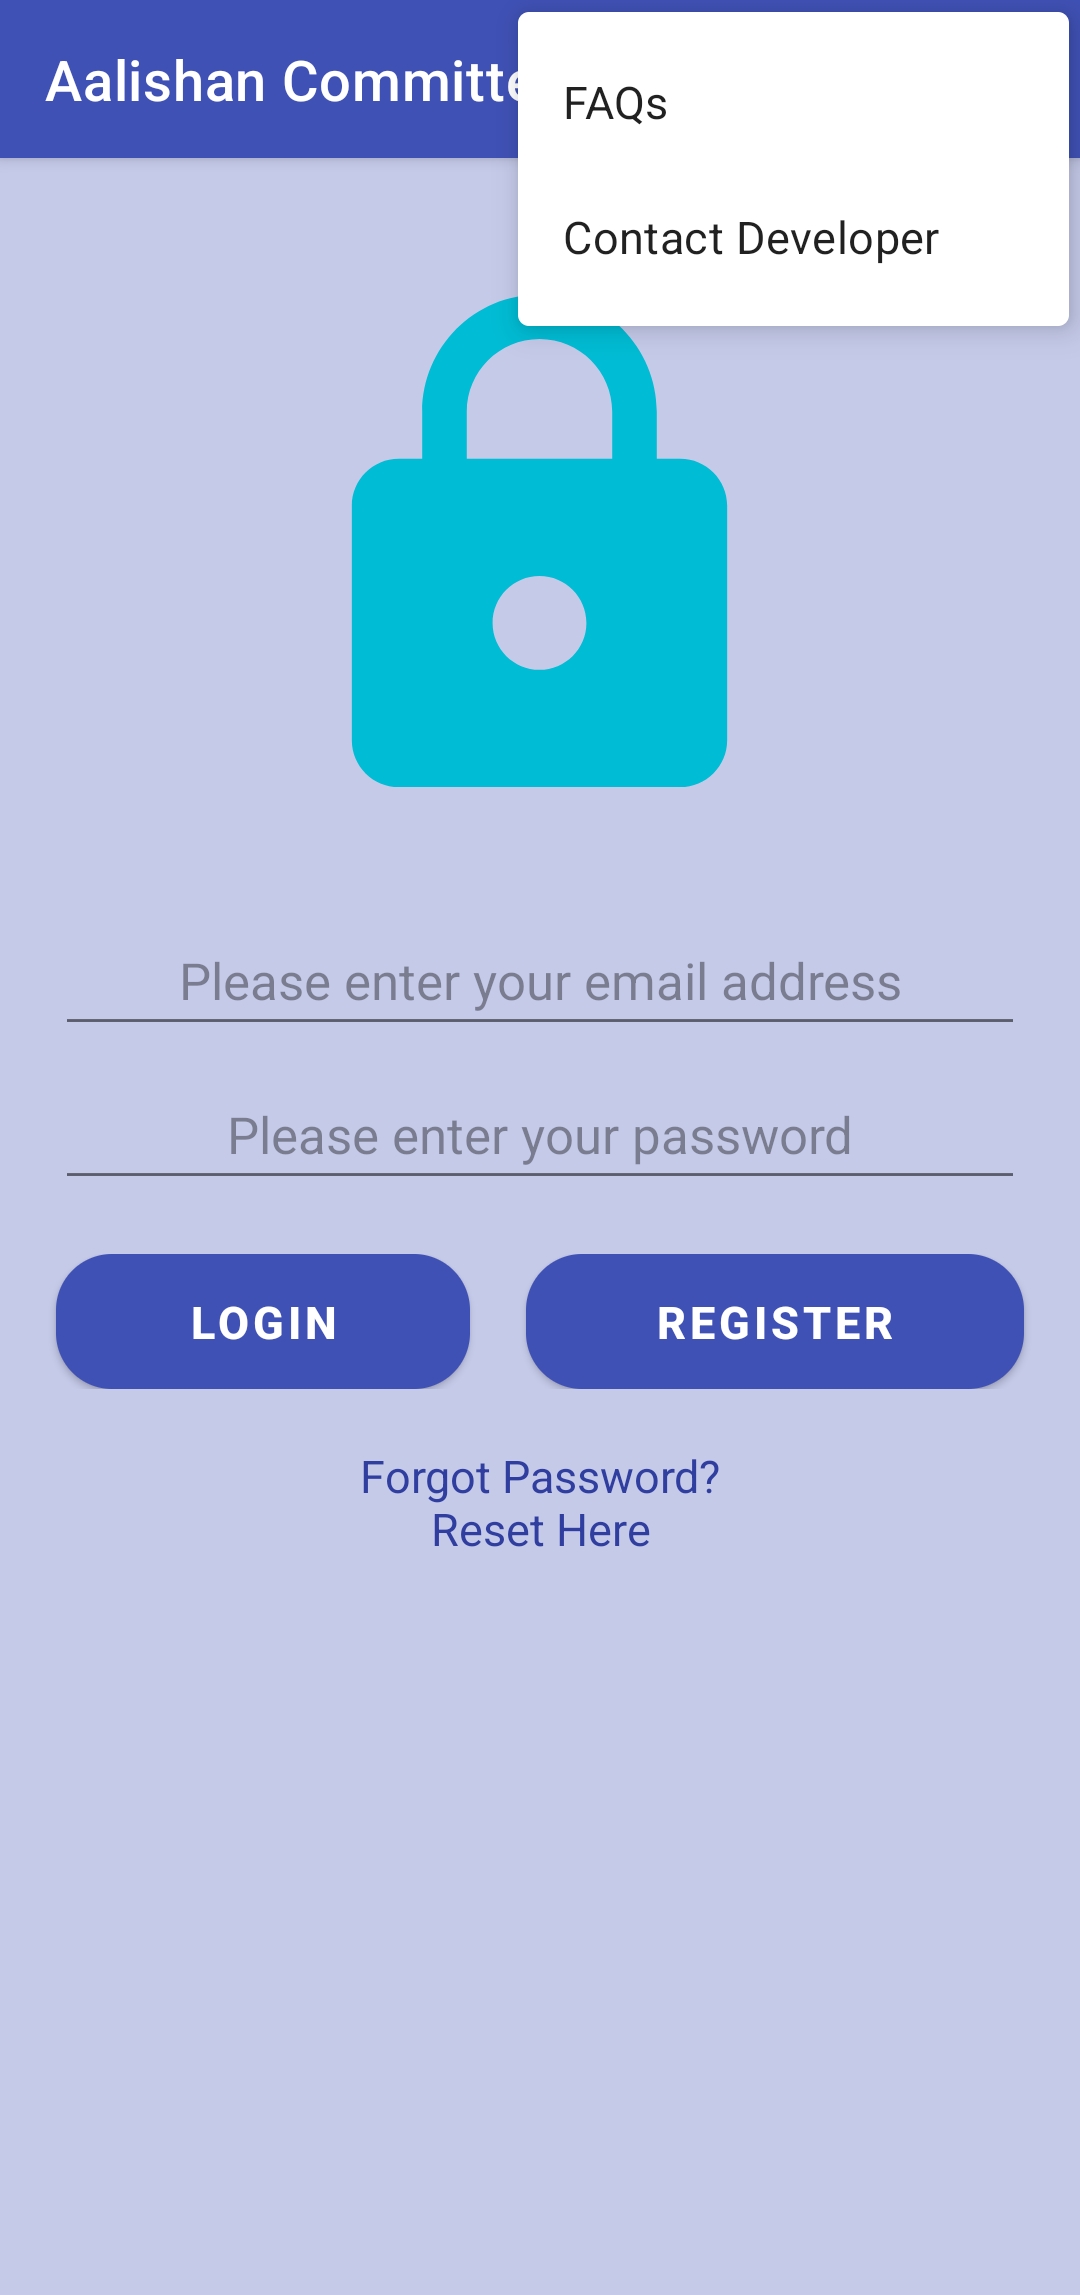 Aalishan Committe
FAQs
Contact Developer
Please enter your email address
Please enter your password
LOGIN
REGISTER
Forgot Password?
Reset Here